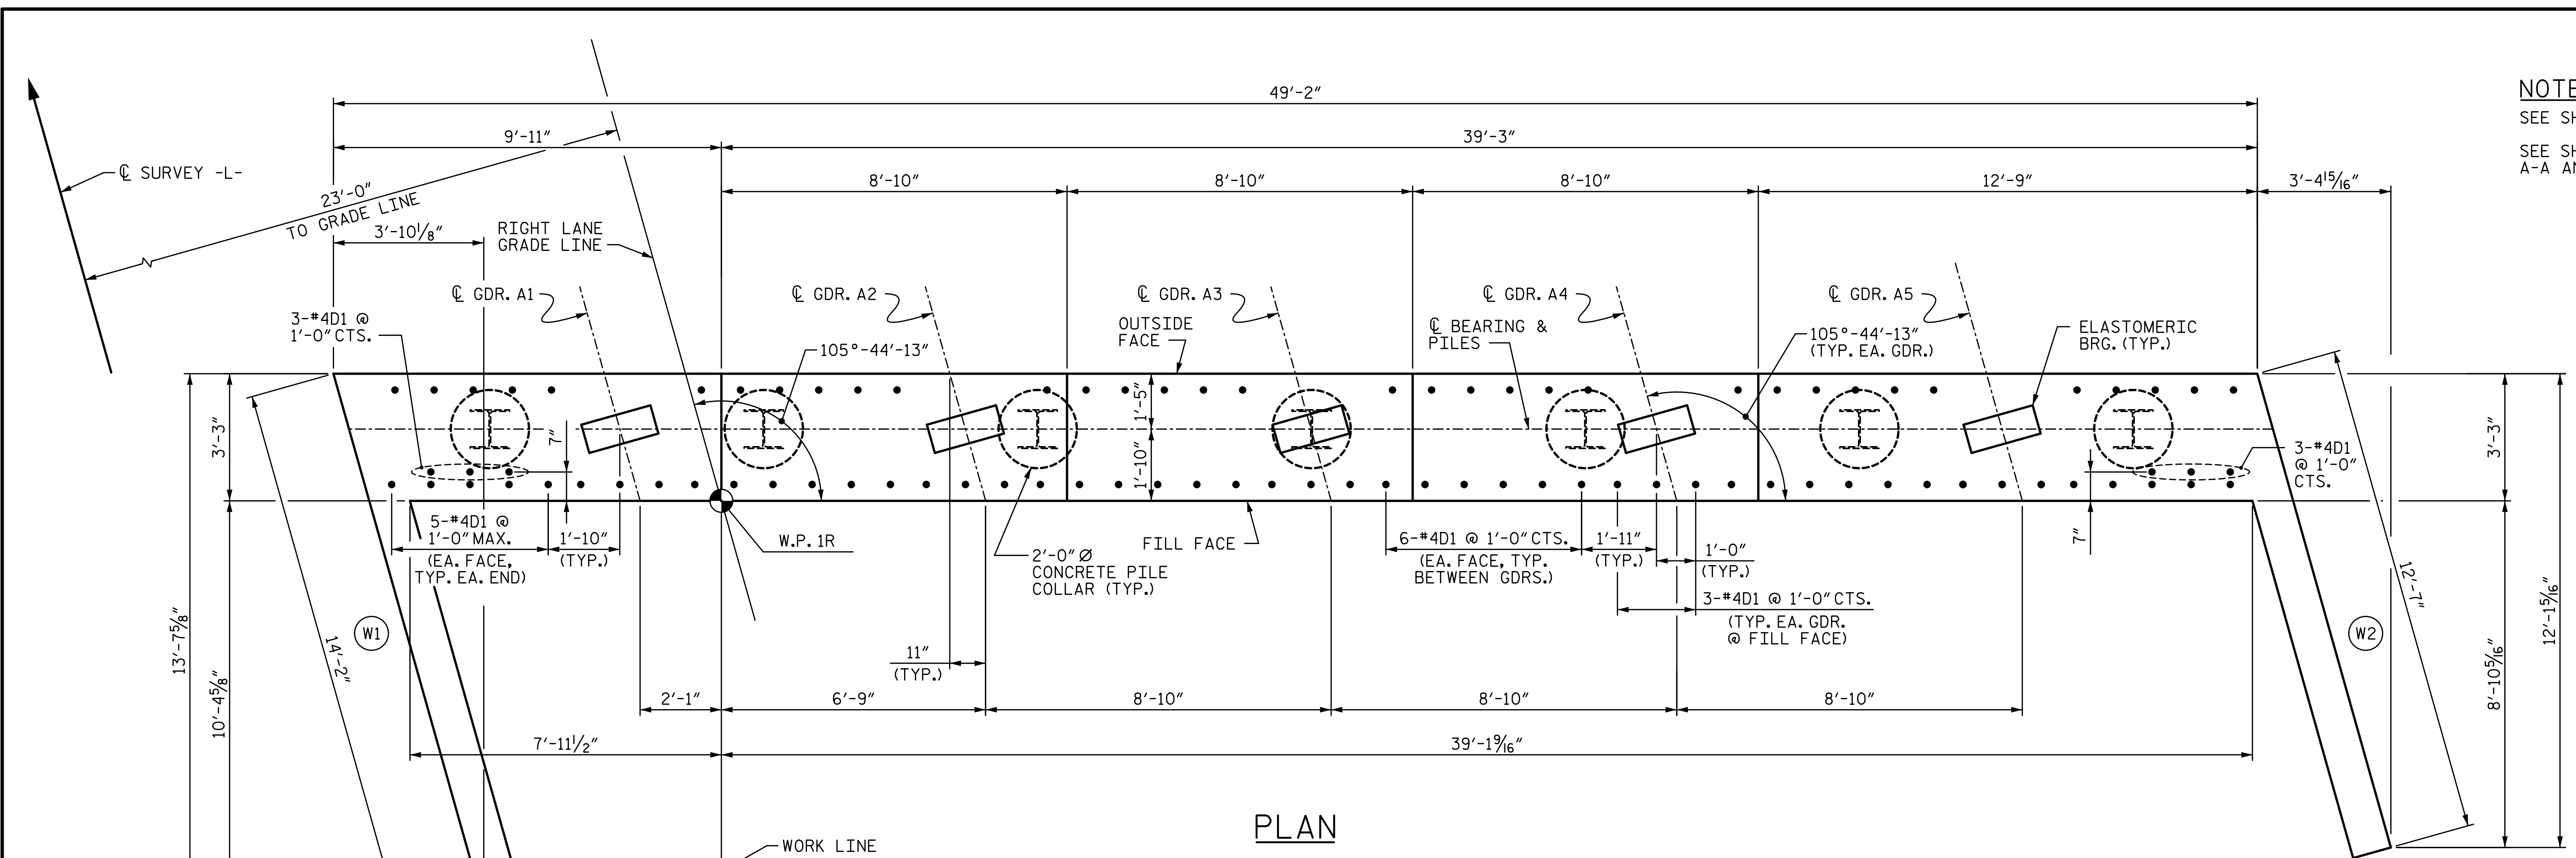 49'-2"
9'-11"
39'-3"
NOTE
SEE SH
SEE SH
A-A AN
℄ SURVEY -L-
23'-0"
TO GRADE LINE
8'-10"
8'-10"
8'-10"
12'-9"
3'-4 15/16"
3'-10 1/8"
RIGHT LANE
GRADE LINE
℄ GDR. A1
℄ GDR. A2
℄ GDR. A3
℄ GDR. A4
℄ GDR. A5
3-#4D1 @
1'-0" CTS.
105°-44'-13"
OUTSIDE
FACE
℄ BEARING &
PILES
105°-44'-13"
(TYP. EA. GDR.)
ELASTOMERIC
BRG. (TYP.)
3'-3"
7"
1'-5"
1'-10"
3'-3"
3-#4D1
@ 1'-0"
CTS.
7"
5-#4D1 @
1'-0" MAX.
(EA. FACE,
TYP. EA. END)
1'-10"
(TYP.)
W.P. 1R
2'-0" Ø
CONCRETE PILE
COLLAR (TYP.)
FILL FACE
6-#4D1 @ 1'-0" CTS.
(EA. FACE, TYP.
BETWEEN GDRS.)
1'-11"
(TYP.)
1'-0"
(TYP.)
3-#4D1 @ 1'-0" CTS.
(TYP. EA. GDR.
@ FILL FACE)
13'-7 5/8"
10'-4 5/8"
14'-2"
W1
11"
(TYP.)
W2
12'-7"
8'-10 5/16"
12'-1 5/16"
2'-1"
6'-9"
8'-10"
8'-10"
8'-10"
7'-11 1/2"
39'-1 9/16"
PLAN
WORK LINE